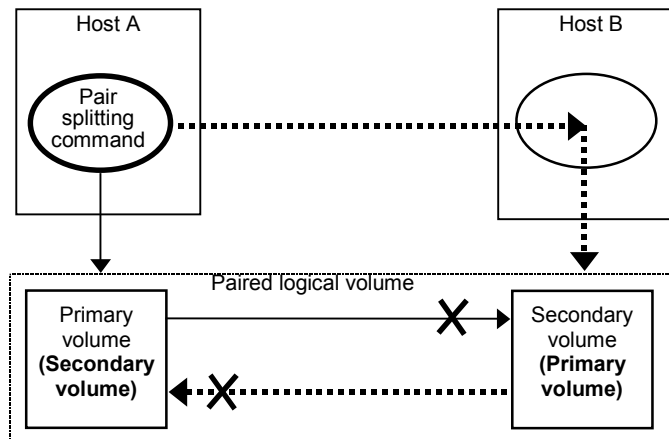 Host A
Host B
Pair
splitting
command
Paired logical volume
Primary
volume
(Secondary
volume)
Secondary
volume
(Primary
volume)